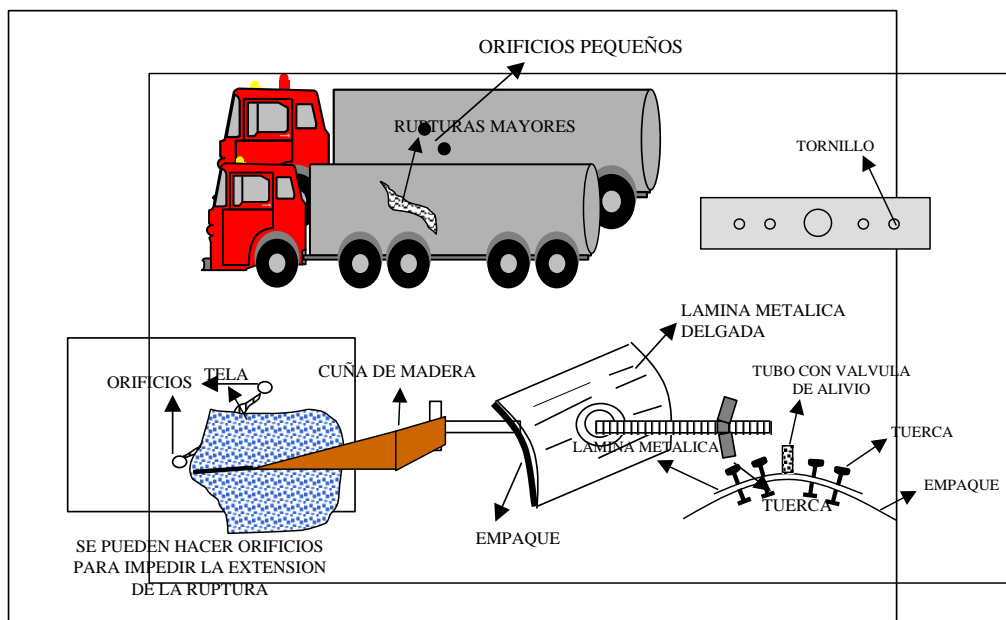 ORIFICIOS PEQUEÑOS
RUPTURAS MAYORES
TORNILLO
LAMINA METALICA
DELGADA
CUÑA DE MADERA
TUBO CON VALVULA
DE ALIVIO
ORIFICIOS
TELA
LAMINA METALICA
TUERCA
EMPAQUE
TUERCA
EMPAQUE
SE PUEDEN HACER ORIFICIOS
PARA IMPEDIR LA EXTENSION
DE LA RUPTURA